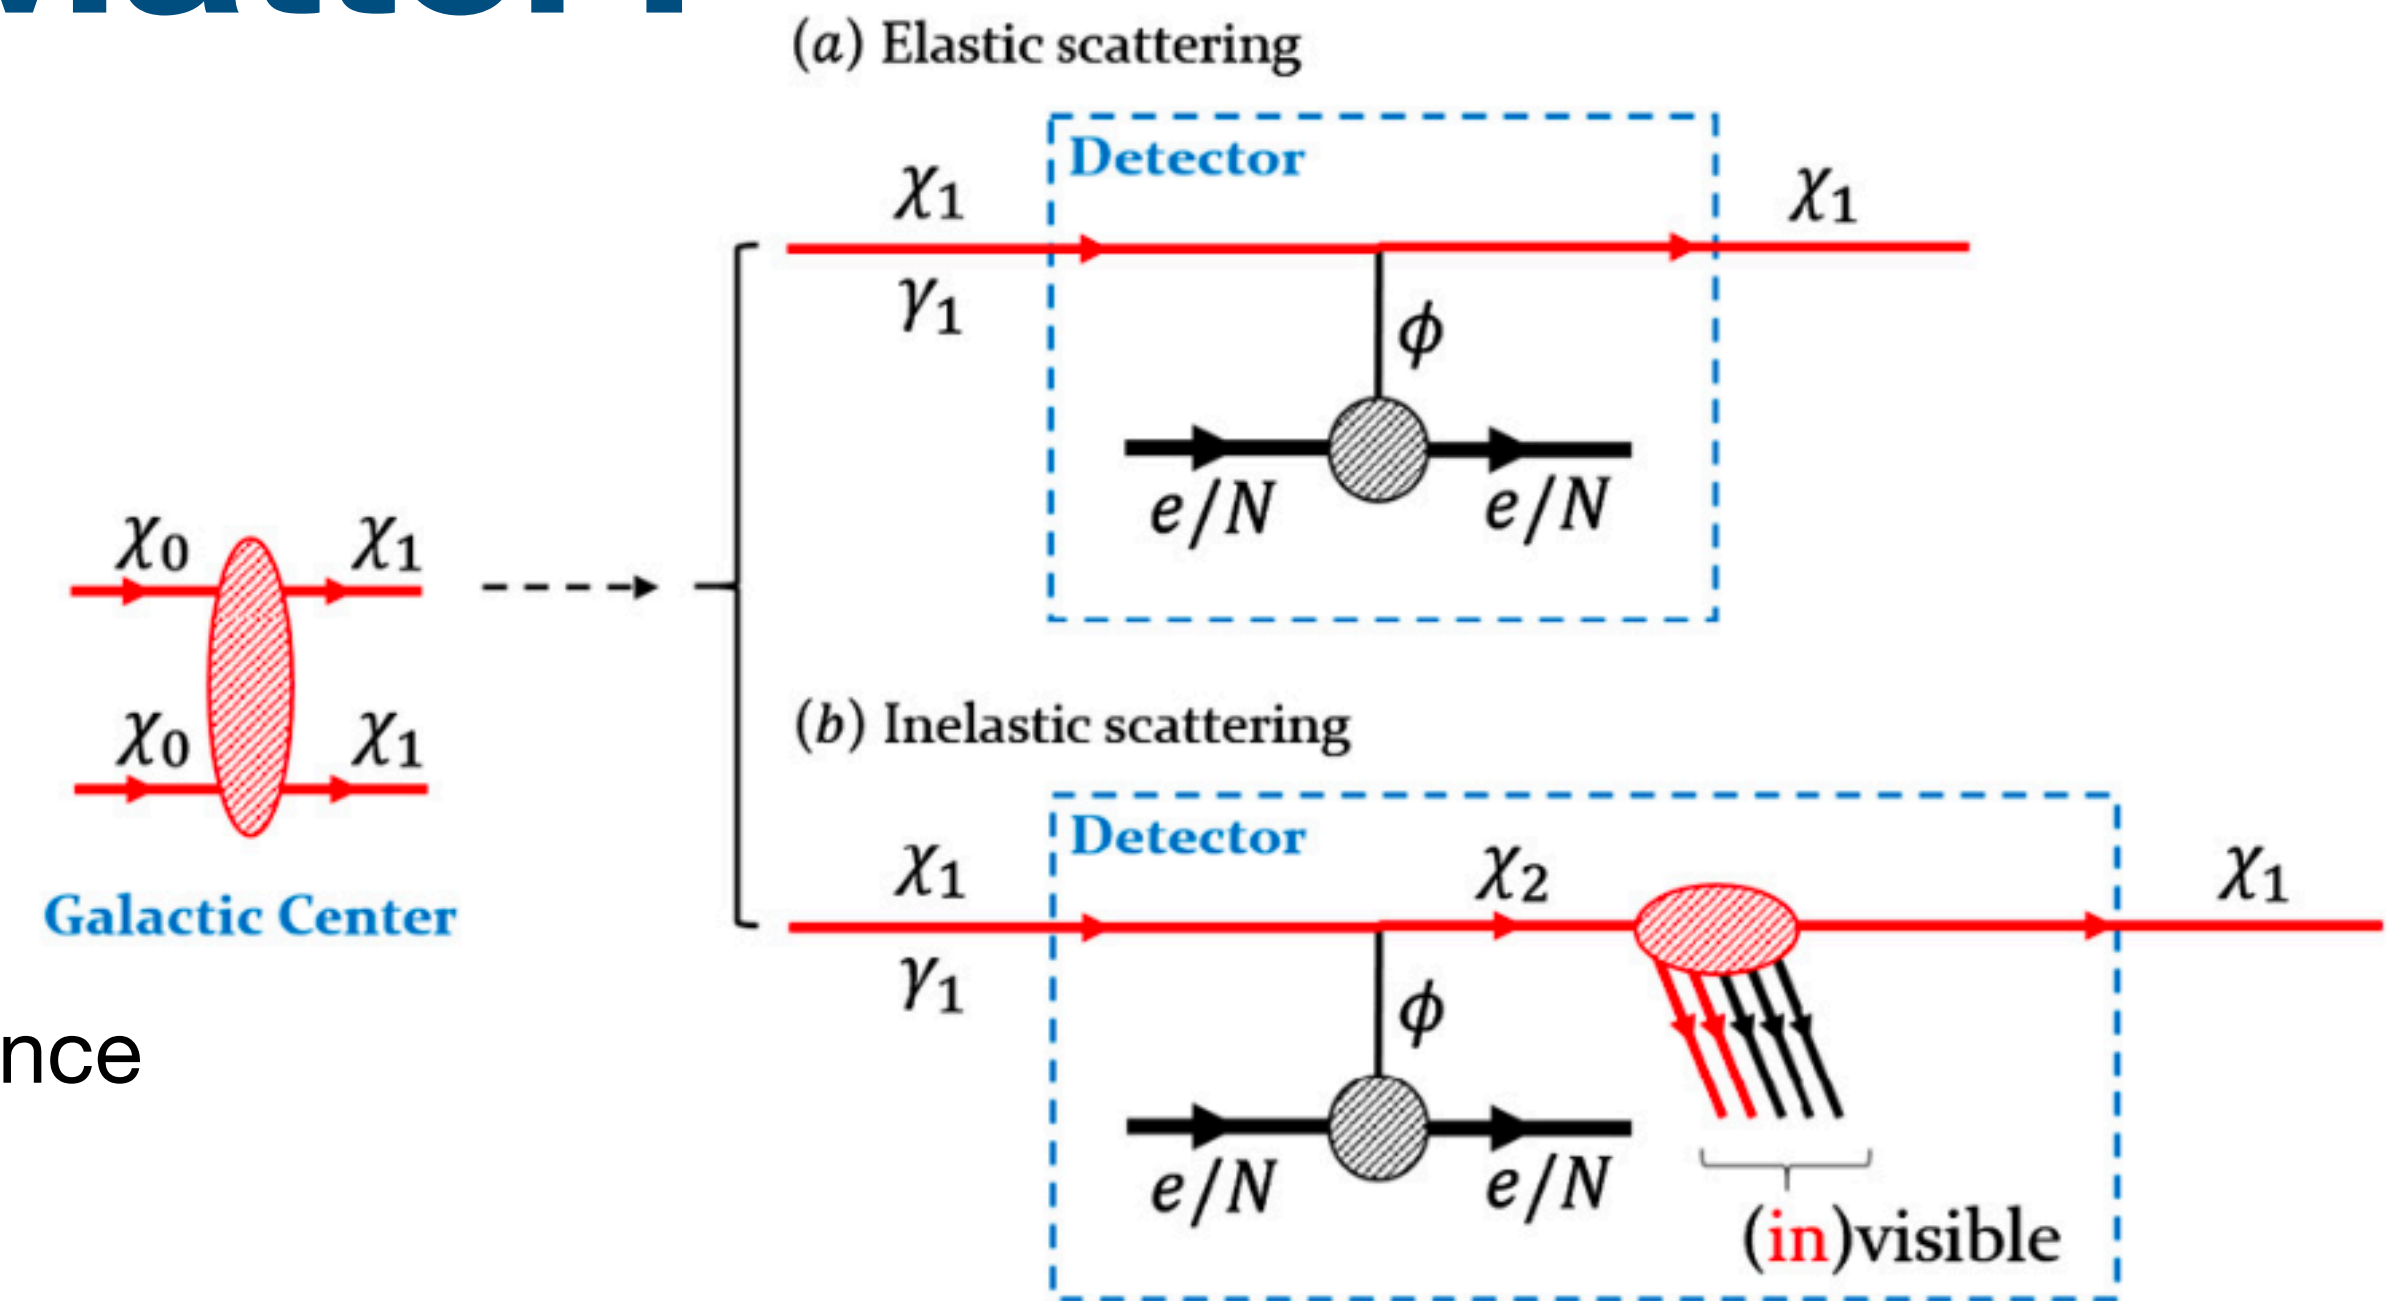 (a) Elastic scattering
Detector
χ₁
χ₁
γ₁
ϕ
e/N
e/N
χ₀
χ₁
χ₀
χ₁
Galactic Center
(b) Inelastic scattering
Detector
χ₁
χ₂
χ₁
γ₁
ϕ
e/N
e/N
(in)visible
nce